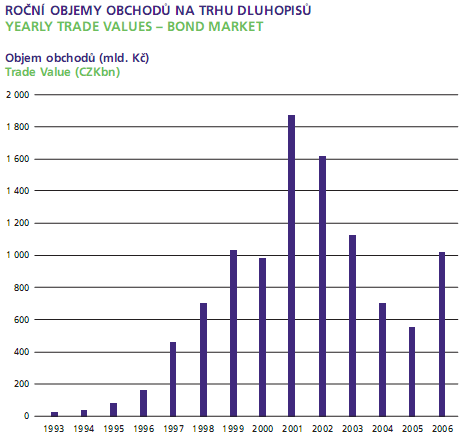 ROČNÍ OBJEMY OBCHODŮ NA TRHU DLUHOPISŮ
YEARLY TRADE VALUES – BOND MARKET
Objem obchodů (mld. Kč)
Trade Value (CZKbn)
2 000
1 800
1 600
1 400
1 200
1 000
800
600
400
200
0
1993 1994 1995 1996 1997 1998 1999 2000 2001 2002 2003 2004 2005 2006